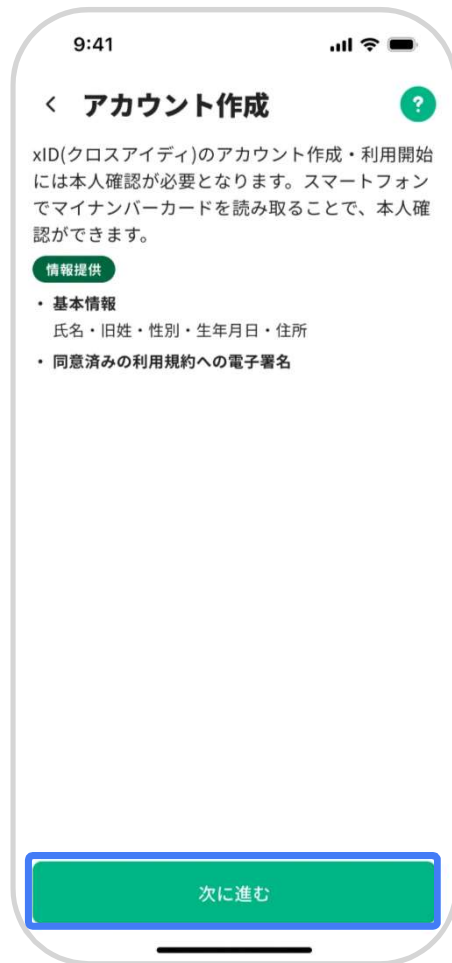 9:41
アカウント作成
?
xID(クロスアイディ)のアカウント作成・利用開始
には本人確認が必要となります。スマートフォン
でマイナンバーカードを読み取ることで、本人確
認ができます。
情報提供
・ 基本情報
氏名・旧姓・性別・生年月日・住所
・ 同意済みの利用規約への電子署名
次に進む